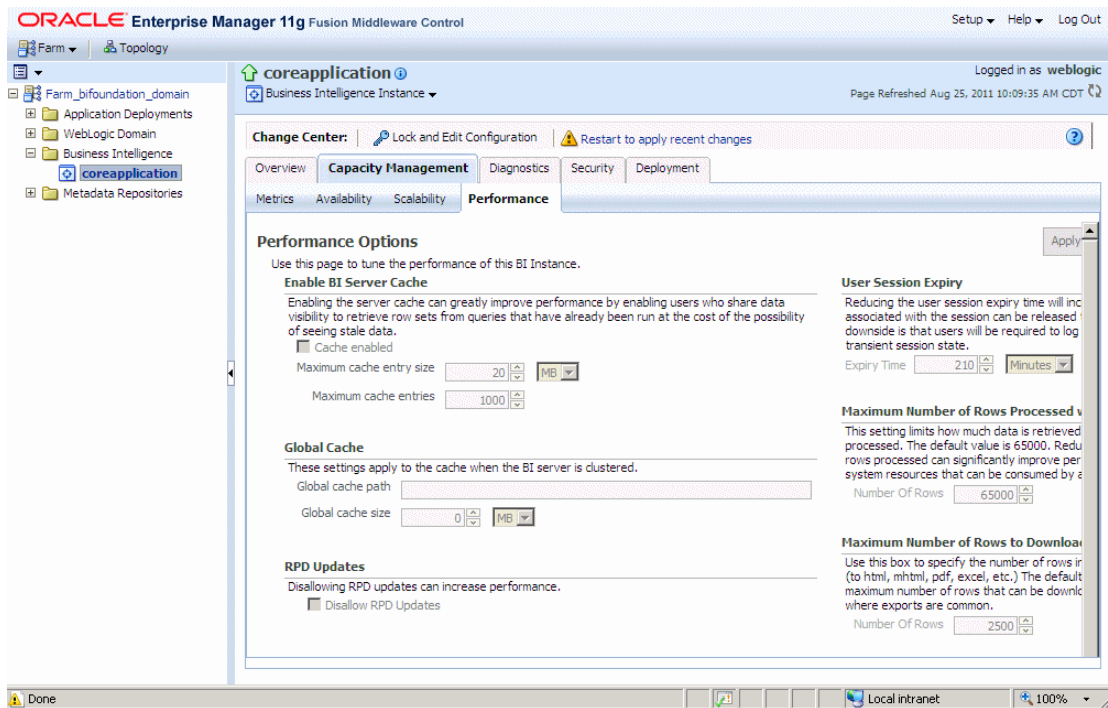 ORACLE Enterprise Manager 11g Fusion Middleware Control
Setup Help Log Out
Farm Topology
Farm_bifoundation_domain
Application Deployments
WebLogic Domain
Business Intelligence
coreapplication
Metadata Repositories
coreapplication
Logged in as weblogic
Business Intelligence Instance
Page Refreshed Aug 25, 2011 10:09:35 AM CDT
Change Center: Lock and Edit Configuration Restart to apply recent changes
Overview Capacity Management Diagnostics Security Deployment
Metrics Availability Scalability Performance
Performance Options
Apply
Use this page to tune the performance of this BI Instance.
Enable BI Server Cache
Enabling the server cache can greatly improve performance by enabling users who share data
visibility to retrieve row sets from queries that have already been run at the cost of the possibility
of seeing stale data.
Cache enabled
Maximum cache entry size 20 MB
Maximum cache entries 1000
Global Cache
These settings apply to the cache when the BI server is clustered.
Global cache path
Global cache size 0 MB
RPD Updates
Disallowing RPD updates can increase performance.
Disallow RPD Updates
User Session Expiry
Reducing the user session expiry time will inc
associated with the session can be released
downside is that users will be required to log
transient session state.
Expiry Time 210 Minutes
Maximum Number of Rows Processed
This setting limits how much data is retrieved
processed. The default value is 65000. Redu
rows processed can significantly improve per
system resources that can be consumed by a
Number Of Rows 65000
Maximum Number of Rows to Download
Use this box to specify the number of rows in
(to html, mhtml, pdf, excel, etc.) The default
maximum number of rows that can be downlo
where exports are common.
Number Of Rows 2500
Done
Local intranet
100%